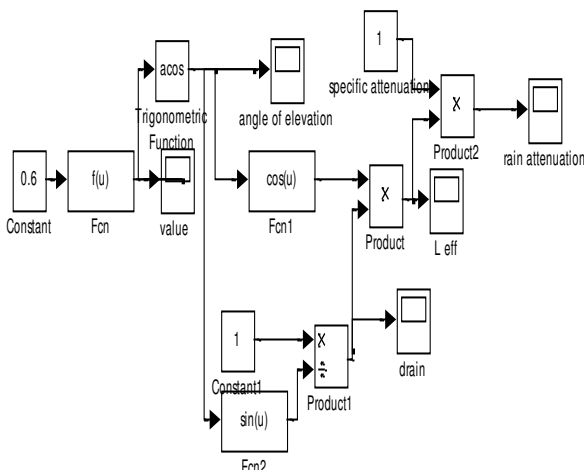 acos
Trigonometric
Function
angle of elevation
1
specific attenuation
X
Product2
rain attenuation
0.6
Constant
f(u)
Fcn
value
cos(u)
Fcn1
X
Product
L eff
1
Constant1
X
÷
Product1
drain
sin(u)
Fcn2